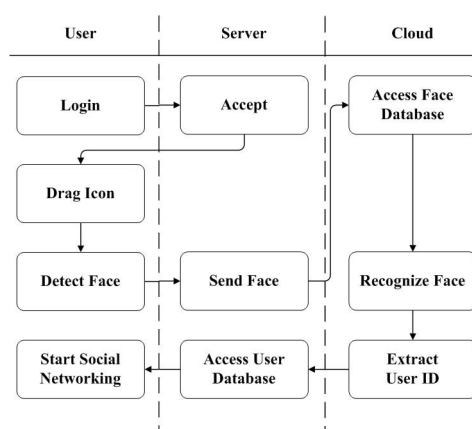 User Server Cloud
Login
Accept
Access Face
Database
Drag Icon
Detect Face
Send Face
Recognize Face
Start Social
Networking
Access User
Database
Extract
User ID